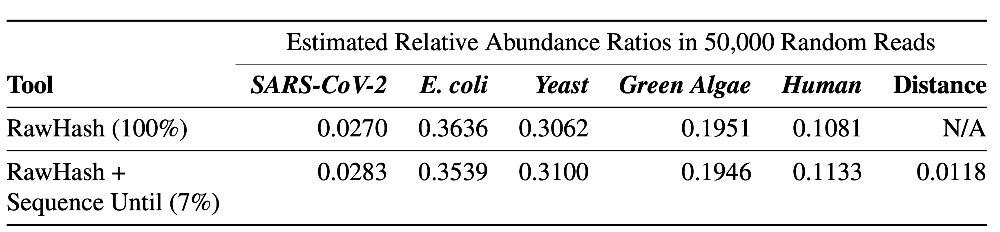 Estimated Relative Abundance Ratios in 50,000 Random Reads
Tool SARS-CoV-2 E. coli Yeast Green Algae Human Distance
RawHash (100%) 0.0270 0.3636 0.3062 0.1951 0.1081 N/A
RawHash + 0.0283 0.3539 0.3100 0.1946 0.1133 0.0118
Sequence Until (7%)